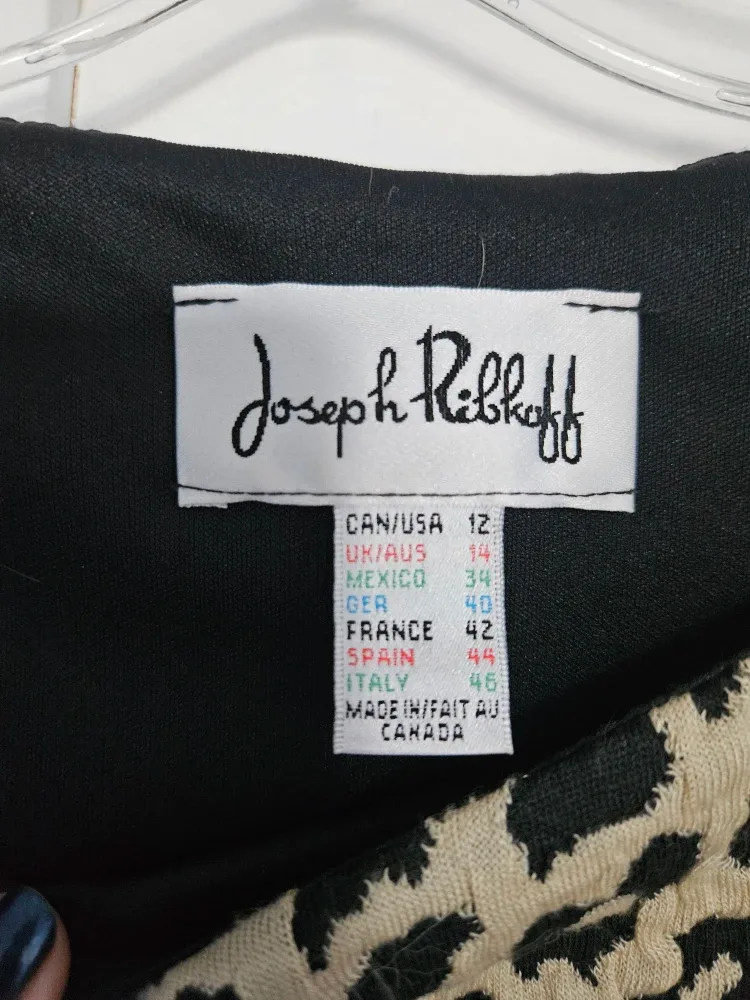 Joseph Ribkoff
CAN/USA 12
UK/AUS 14
MEXICO 34
GER 40
FRANCE 42
SPAIN 44
ITALY 46
MADE IN/FAIT AU
CANADA